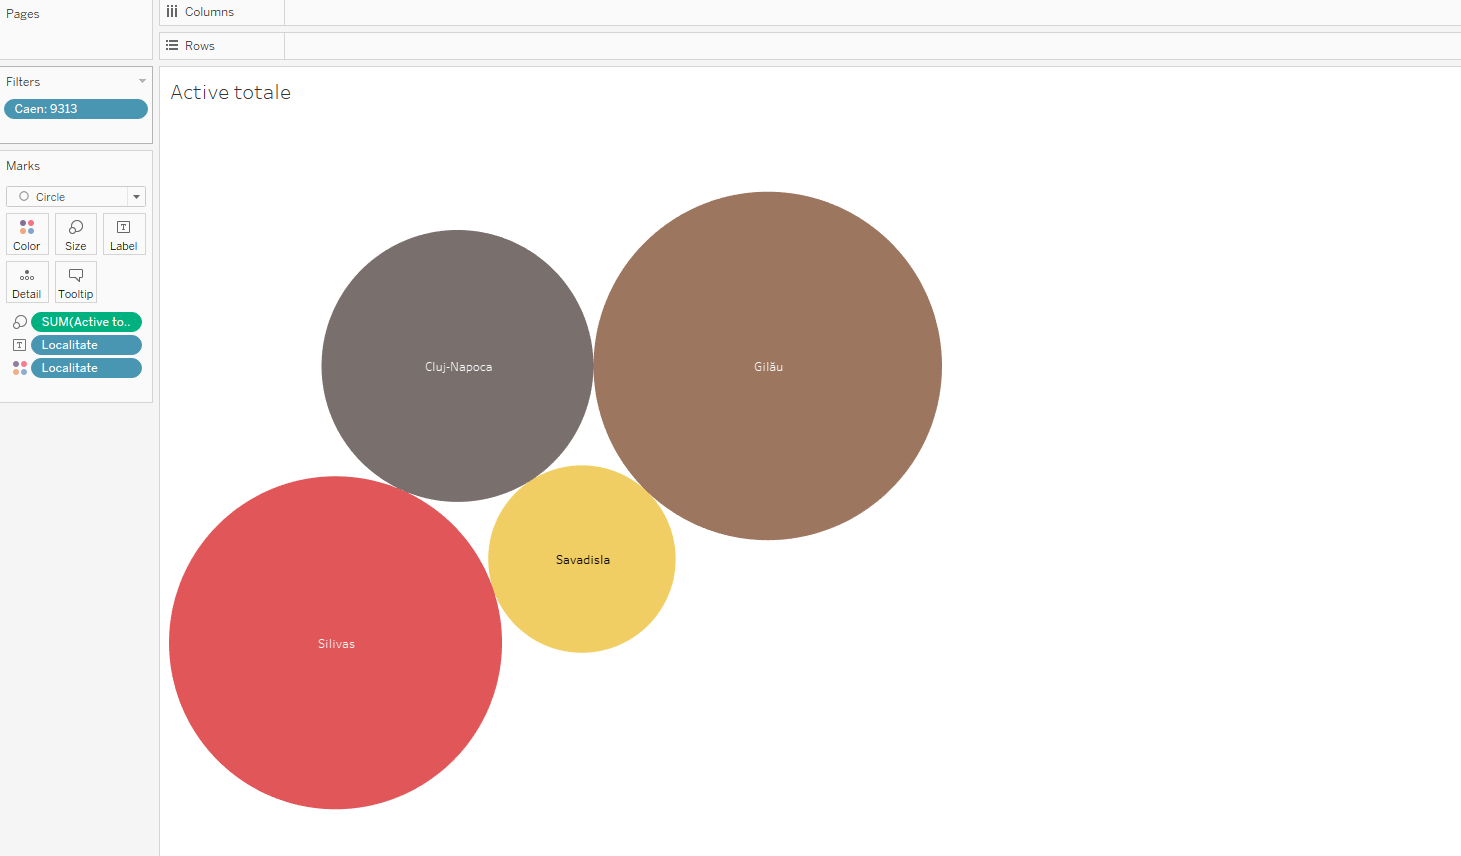 Pages
Columns
Rows
Filters
Caen: 9313
Marks
Circle
Color
Size
T
Label
Detail
Tooltip
SUM(Active to..
T
Localitate
Localitate
Active totale
Cluj-Napoca
Gilău
Savadisla
Silivas